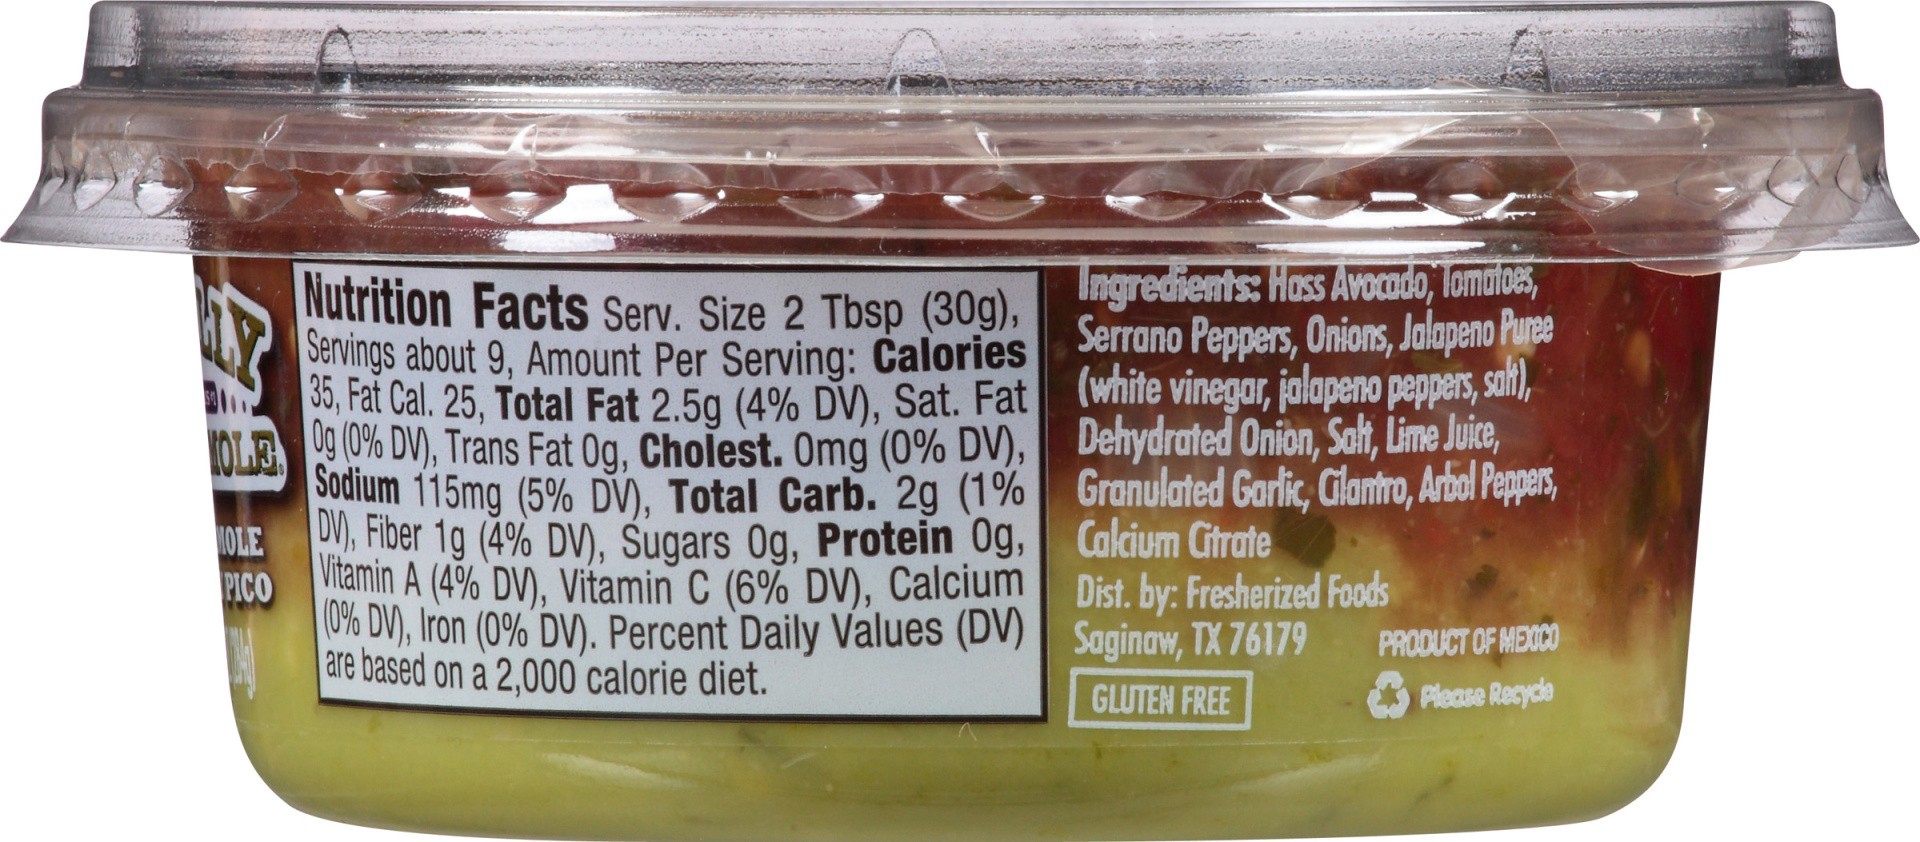 LY
MOLE
MOLE
PICO
Nutrition Facts Serv. Size 2 Tbsp (30g),
Servings about 9, Amount Per Serving: Calories
35, Fat Cal. 25, Total Fat 2.5g (4% DV), Sat. Fat
0g (0% DV), Trans Fat 0g, Cholest. 0mg (0% DV),
Sodium 115mg (5% DV), Total Carb. 2g (1%
DV), Fiber 1g (4% DV), Sugars 0g, Protein 0g,
Vitamin A (4% DV), Vitamin C (6% DV), Calcium
(0% DV), Iron (0% DV). Percent Daily Values (DV)
are based on a 2,000 calorie diet.
Ingredients: Hass Avocado, Tomatoes,
Serrano Peppers, Onions, Jalapeno Puree
(white vinegar, jalapeno peppers, salt),
Dehydrated Onion, Salt, Lime Juice,
Granulated Garlic, Cilantro, Arbol Peppers,
Calcium Citrate
Dist. by: Fresherized Foods
Saginaw, TX 76179
PRODUCT OF MEXICO
GLUTEN FREE
Please Recycle